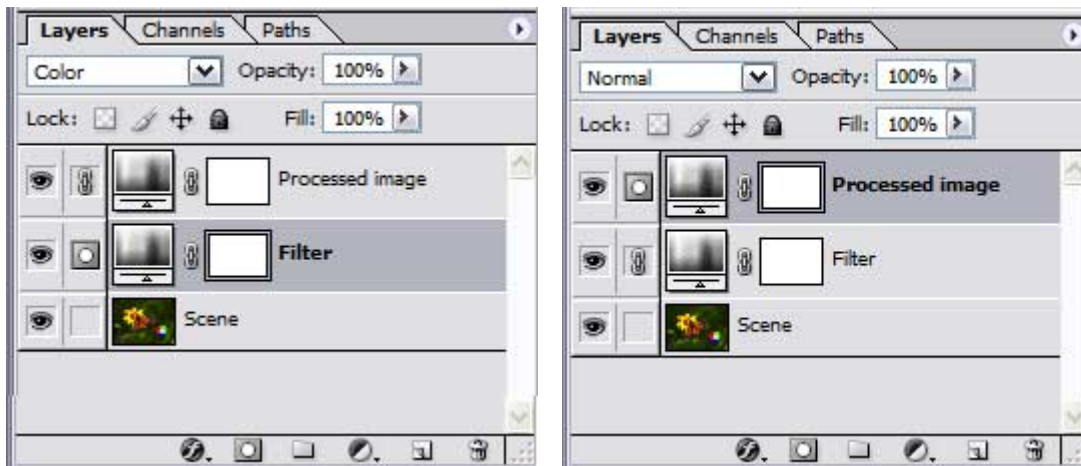 Layers Channels Paths
Color Opacity: 100%
Lock: Fill: 100%
Processed image
Filter
Scene
Layers Channels Paths
Normal Opacity: 100%
Lock: Fill: 100%
Processed image
Filter
Scene